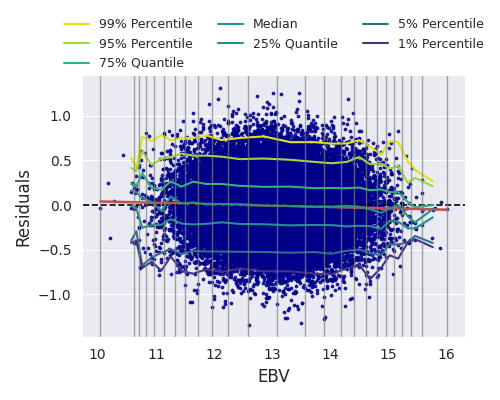 99% Percentile
95% Percentile
75% Quantile
Median
25% Quantile
5% Percentile
1% Percentile
1.0
0.5
0.0
−0.5
−1.0
Residuals
10 11 12 13 14 15 16
EBV